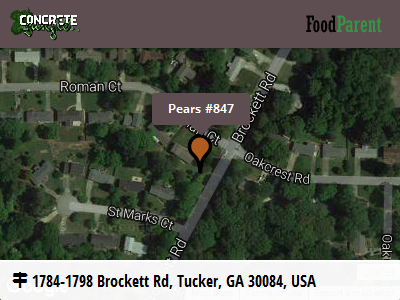 CONCRETE
Jungle
FoodParent
Roman Ct
Pears #847
Ct
Brockett Rd
Oakcrest Rd
St Marks Ct
Rd
Oak
1784-1798 Brockett Rd, Tucker, GA 30084, USA